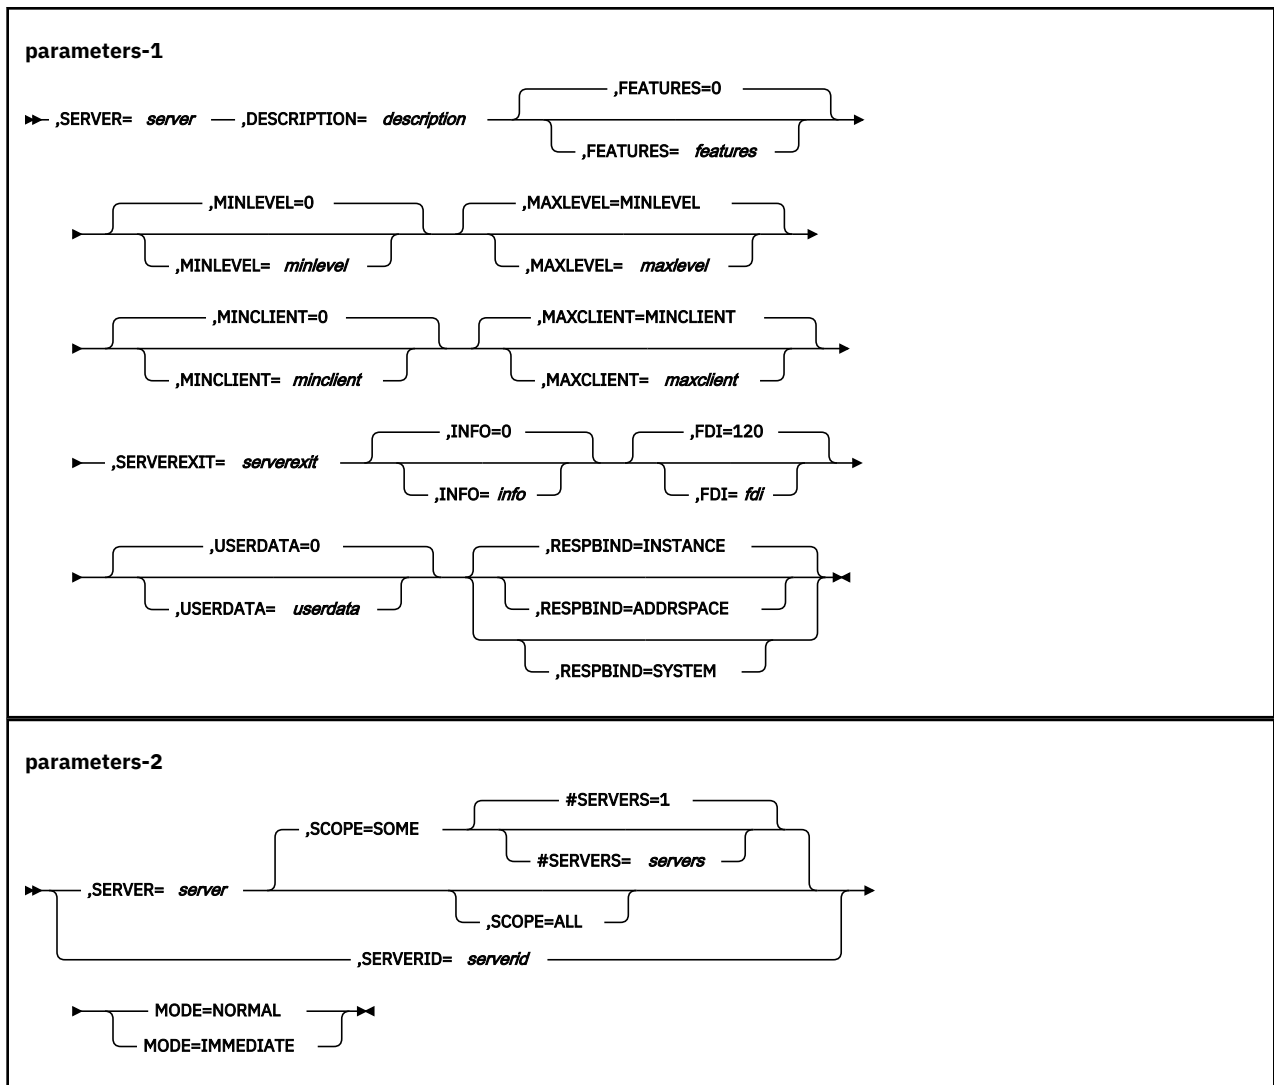 parameters-1
,FEATURES=0
,SERVER= server ,DESCRIPTION= description
,FEATURES= features
,MINLEVEL=0 ,MAXLEVEL=MINLEVEL
,MINLEVEL= minlevel ,MAXLEVEL= maxlevel
,MINCLIENT=0 ,MAXCLIENT=MINCLIENT
,MINCLIENT= minclient ,MAXCLIENT= maxclient
,INFO=0 ,FDI=120
,SERVEREXIT= serverexit
,INFO= info ,FDI= fdi
,USERDATA=0 ,RESPBIND=INSTANCE
,USERDATA= userdata ,RESPBIND=ADDRSPACE
,RESPBIND=SYSTEM
parameters-2
#SERVERS=1
,SCOPE=SOME
#SERVERS= servers
,SERVER= server
,SCOPE=ALL
,SERVERID= serverid
MODE=NORMAL
MODE=IMMEDIATE